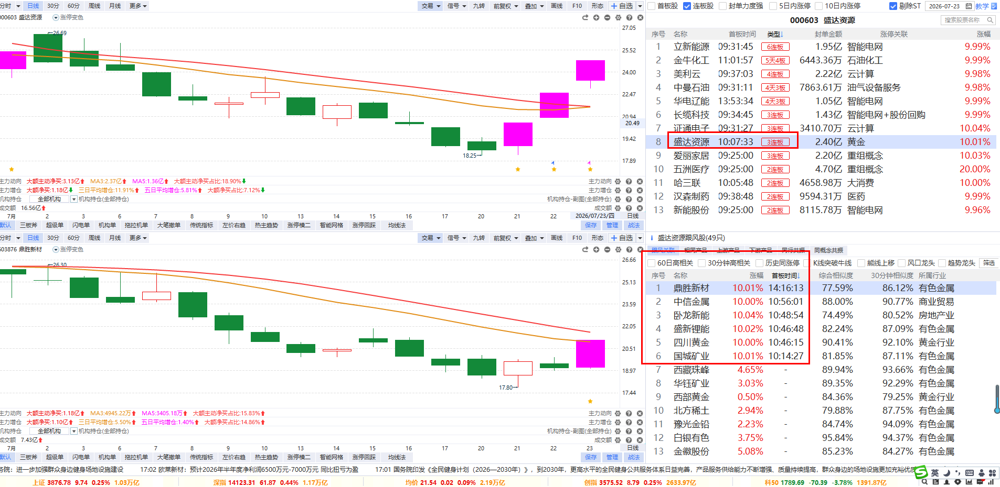 分时 日线 30分 60分 周线 月线 更多 交易 信号 九转 前复权 叠加 画线 F10 形态 自选
000603 盛达资源 涨停变色
26.69
18.25
27.05
25.52
24.00
22.47
20.94
20.49
19.42
17.89
主力动向 大额主动净买:3.13亿 MA3:2.37亿 MA5:1.36亿 大额主动净买占比:18.90% 主力动向
主力增仓 大额净买:1.18亿 三日平均增仓:11.91% 五日平均增仓:5.81% 大额净买占比:7.12% 主力增仓
机构持仓 全部机构 机构持仓(全部持仓) 机构持仓-副图(全部持仓)
成交额 16.56亿 成交额
7月 2 3 6 7 8 9 10 13 14 15 16 17 20 21 22 2026/07/23/四 日线
默认 三板斧 超级单 闪电单 机构单 拖拉机单 大笔撤单 传统指标 左价右趋 热主趋势 涨停横二 智能网格 涨停回踩 均线法 保存 管理 战法
分时 日线 30分 60分 周线 月线 更多 交易 信号 九转 前复权 叠加 画线 F10 形态 自选
603876 鼎胜新材 涨停变色
26.30
17.80
26.66
25.13
23.59
22.05
20.51
18.97
17.44
主力动向 大额主动净买:1.18亿 MA3:4945.22万 MA5:3405.18万 大额主动净买占比:15.83% 主力动向
主力增仓 大额净买:1.10亿 三日平均增仓:5.50% 五日平均增仓:1.40% 大额净买占比:14.86% 主力增仓
机构持仓 全部机构 机构持仓(全部持仓) 机构持仓-副图(全部持仓)
成交额 7.43亿 成交额
7月 2 3 6 7 8 9 10 13 14 15 16 17 20 21 22 23 日线
默认 三板斧 超级单 闪电单 机构单 拖拉机单 大笔撤单 传统指标 左价右趋 热主趋势 涨停横二 智能网格 涨停回踩 均线法 保存 管理 战法
首板股 连板股 封单力度强 5日内涨停 10日内涨停 剔除ST 2026-07-23 教学
000603 盛达资源 搜索股票名称
序号 名称 首板时间 类型↓ 封单金额 涨停关联 涨幅
1 立新能源 09:31:45 6连板 1.95亿 智能电网 9.99%
2 金牛化工 11:01:57 5天4板 6443.36万 石油化工 9.99%
3 美利云 09:37:03 4连板 2.22亿 云计算 9.98%
4 中曼石油 09:31:11 4天3板 7863.61万 油气设备服务 9.98%
5 华电辽能 13:53:34 4天3板 1.05亿 智能电网 9.99%
6 长缆科技 09:34:45 3连板 1.43亿 智能电网+股份回购 9.99%
7 证通电子 09:31:27 3连板 3410.70万 云计算 10.04%
8 盛达资源 10:07:33 3连板 2.40亿 黄金 10.01%
9 爱丽家居 09:25:00 3连板 2.20亿 重组概念 10.03%
10 五洲医疗 09:25:00 2连板 4.70亿 重组概念 20.00%
11 哈三联 10:05:48 2连板 4658.98万 大消费 10.00%
12 汉森制药 09:38:48 2连板 9594.31万 医药 9.99%
13 新能股份 09:25:00 2连板 8115.78万 智能电网 9.96%
盛达资源跟风股(49只)
跟风关联 相同产品 上游产品 下游产品 同行共振 同概念共振
60日高相关 30分钟高相关 历史同涨停 K线突破牛线 能线上移 风口龙头 趋势龙头 筛选
序号 名称 涨幅 首板时间↓ 综合相似度 30分钟相似度 所属行业
1 鼎胜新材 10.01% 14:16:13 77.59% 86.12% 有色金属
2 中信金属 10.00% 10:56:01 88.00% 90.77% 商业贸易
3 卧龙新能 10.04% 10:48:54 74.49% 80.52% 房地产业
4 盛新锂能 10.02% 10:46:48 82.24% 87.09% 有色金属
5 四川黄金 10.00% 10:46:15 90.41% 92.10% 黄金行业
6 国城矿业 10.01% 10:14:27 81.85% 87.11% 有色金属
7 西藏珠峰 4.65% - 89.94% 93.66% 有色金属
8 华钰矿业 3.03% - 89.35% 92.29% 有色金属
9 西部黄金 0.50% - 84.36% 79.25% 黄金行业
10 北方稀土 2.94% - 79.88% 87.75% 有色金属
11 豫光金铅 2.23% - 84.74% 94.09% 有色金属
12 白银有色 3.75% - 95.84% 94.37% 有色金属
13 金徽股份 5.08% - 85.23% 84.27% 有色金属
务院：进一步加强群众身边健身场地设施建设 17:02 欧莱新材：预计2026年半年度净利润6500万元-7000万元 同比扭亏为盈 17:01 国务院印发《全民健身计划（2026—2030年）》，到2030年，更高水平的全民健身公共服务体系日益完善，产品服务供给能力不断增强、质量持续提高，群众身边的场地设施更加充裕优质
上证 3876.78 9.74 0.25% 1.03万亿 深指 14123.31 61.87 0.44% 1.17万亿 均价 21.54 0.02 0.09% 2.19万亿 创指 3575.52 8.79 0.25% 2633.97亿 科50 1789.69 -70.39 -3.78% 1391.87亿
英